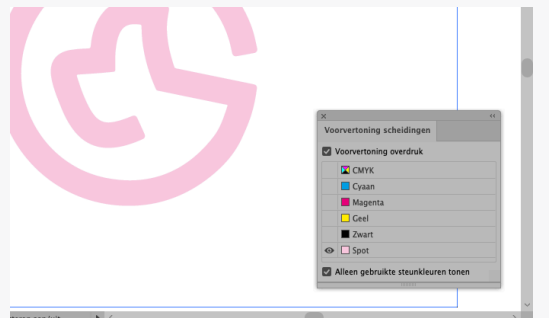 Voorvertoning scheidingen
Voorvertoning overdruk
CMYK
Cyaan
Magenta
Geel
Zwart
Spot
Alleen gebruikte steunkleuren tonen